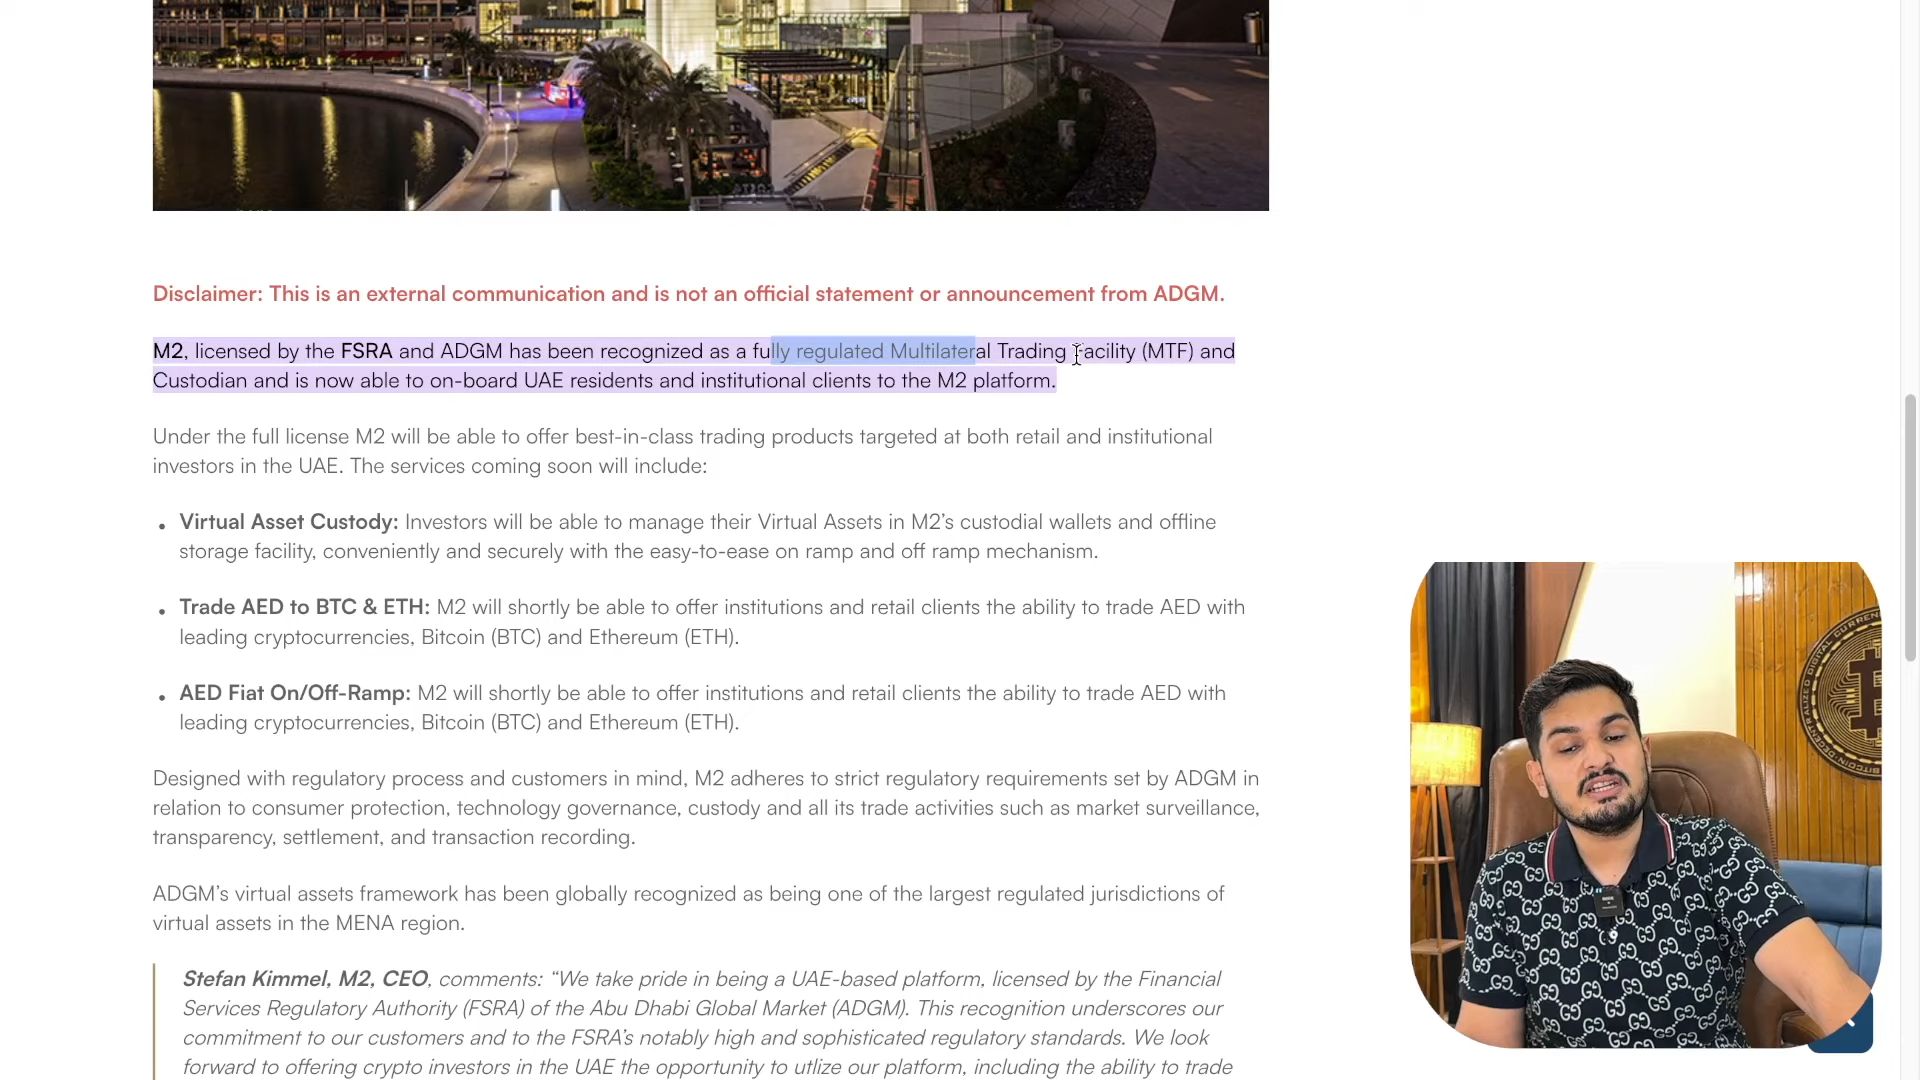 Disclaimer: This is an external communication and is not an official statement or announcement from ADGM.
M2, licensed by the FSRA and ADGM has been recognized as a fully regulated Multilateral Trading Facility (MTF) and
Custodian and is now able to on-board UAE residents and institutional clients to the M2 platform.
Under the full license M2 will be able to offer best-in-class trading products targeted at both retail and institutional
investors in the UAE. The services coming soon will include:
• Virtual Asset Custody: Investors will be able to manage their Virtual Assets in M2’s custodial wallets and offline
storage facility, conveniently and securely with the easy-to-ease on ramp and off ramp mechanism.
• Trade AED to BTC & ETH: M2 will shortly be able to offer institutions and retail clients the ability to trade AED with
leading cryptocurrencies, Bitcoin (BTC) and Ethereum (ETH).
• AED Fiat On/Off-Ramp: M2 will shortly be able to offer institutions and retail clients the ability to trade AED with
leading cryptocurrencies, Bitcoin (BTC) and Ethereum (ETH).
Designed with regulatory process and customers in mind, M2 adheres to strict regulatory requirements set by ADGM in
relation to consumer protection, technology governance, custody and all its trade activities such as market surveillance,
transparency, settlement, and transaction recording.
ADGM’s virtual assets framework has been globally recognized as being one of the largest regulated jurisdictions of
virtual assets in the MENA region.
Stefan Kimmel, M2, CEO, comments: “We take pride in being a UAE-based platform, licensed by the Financial
Services Regulatory Authority (FSRA) of the Abu Dhabi Global Market (ADGM). This recognition underscores our
commitment to our customers and to the FSRA’s notably high and sophisticated regulatory standards. We look
forward to offering crypto investors in the UAE the opportunity to utlize our platform, including the ability to trade